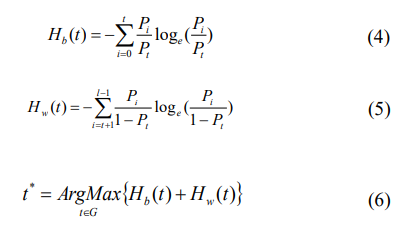 H_b(t) = -\sum_{i=0}^{t} \frac{P_i}{P_t} \log_e(\frac{P_i}{P_t}) (4)
H_w(t) = -\sum_{i=t+1}^{l-1} \frac{P_i}{1-P_t} \log_e(\frac{P_i}{1-P_t}) (5)
t^* = \underset{t \in G}{ArgMax}\{H_b(t) + H_w(t)\} (6)